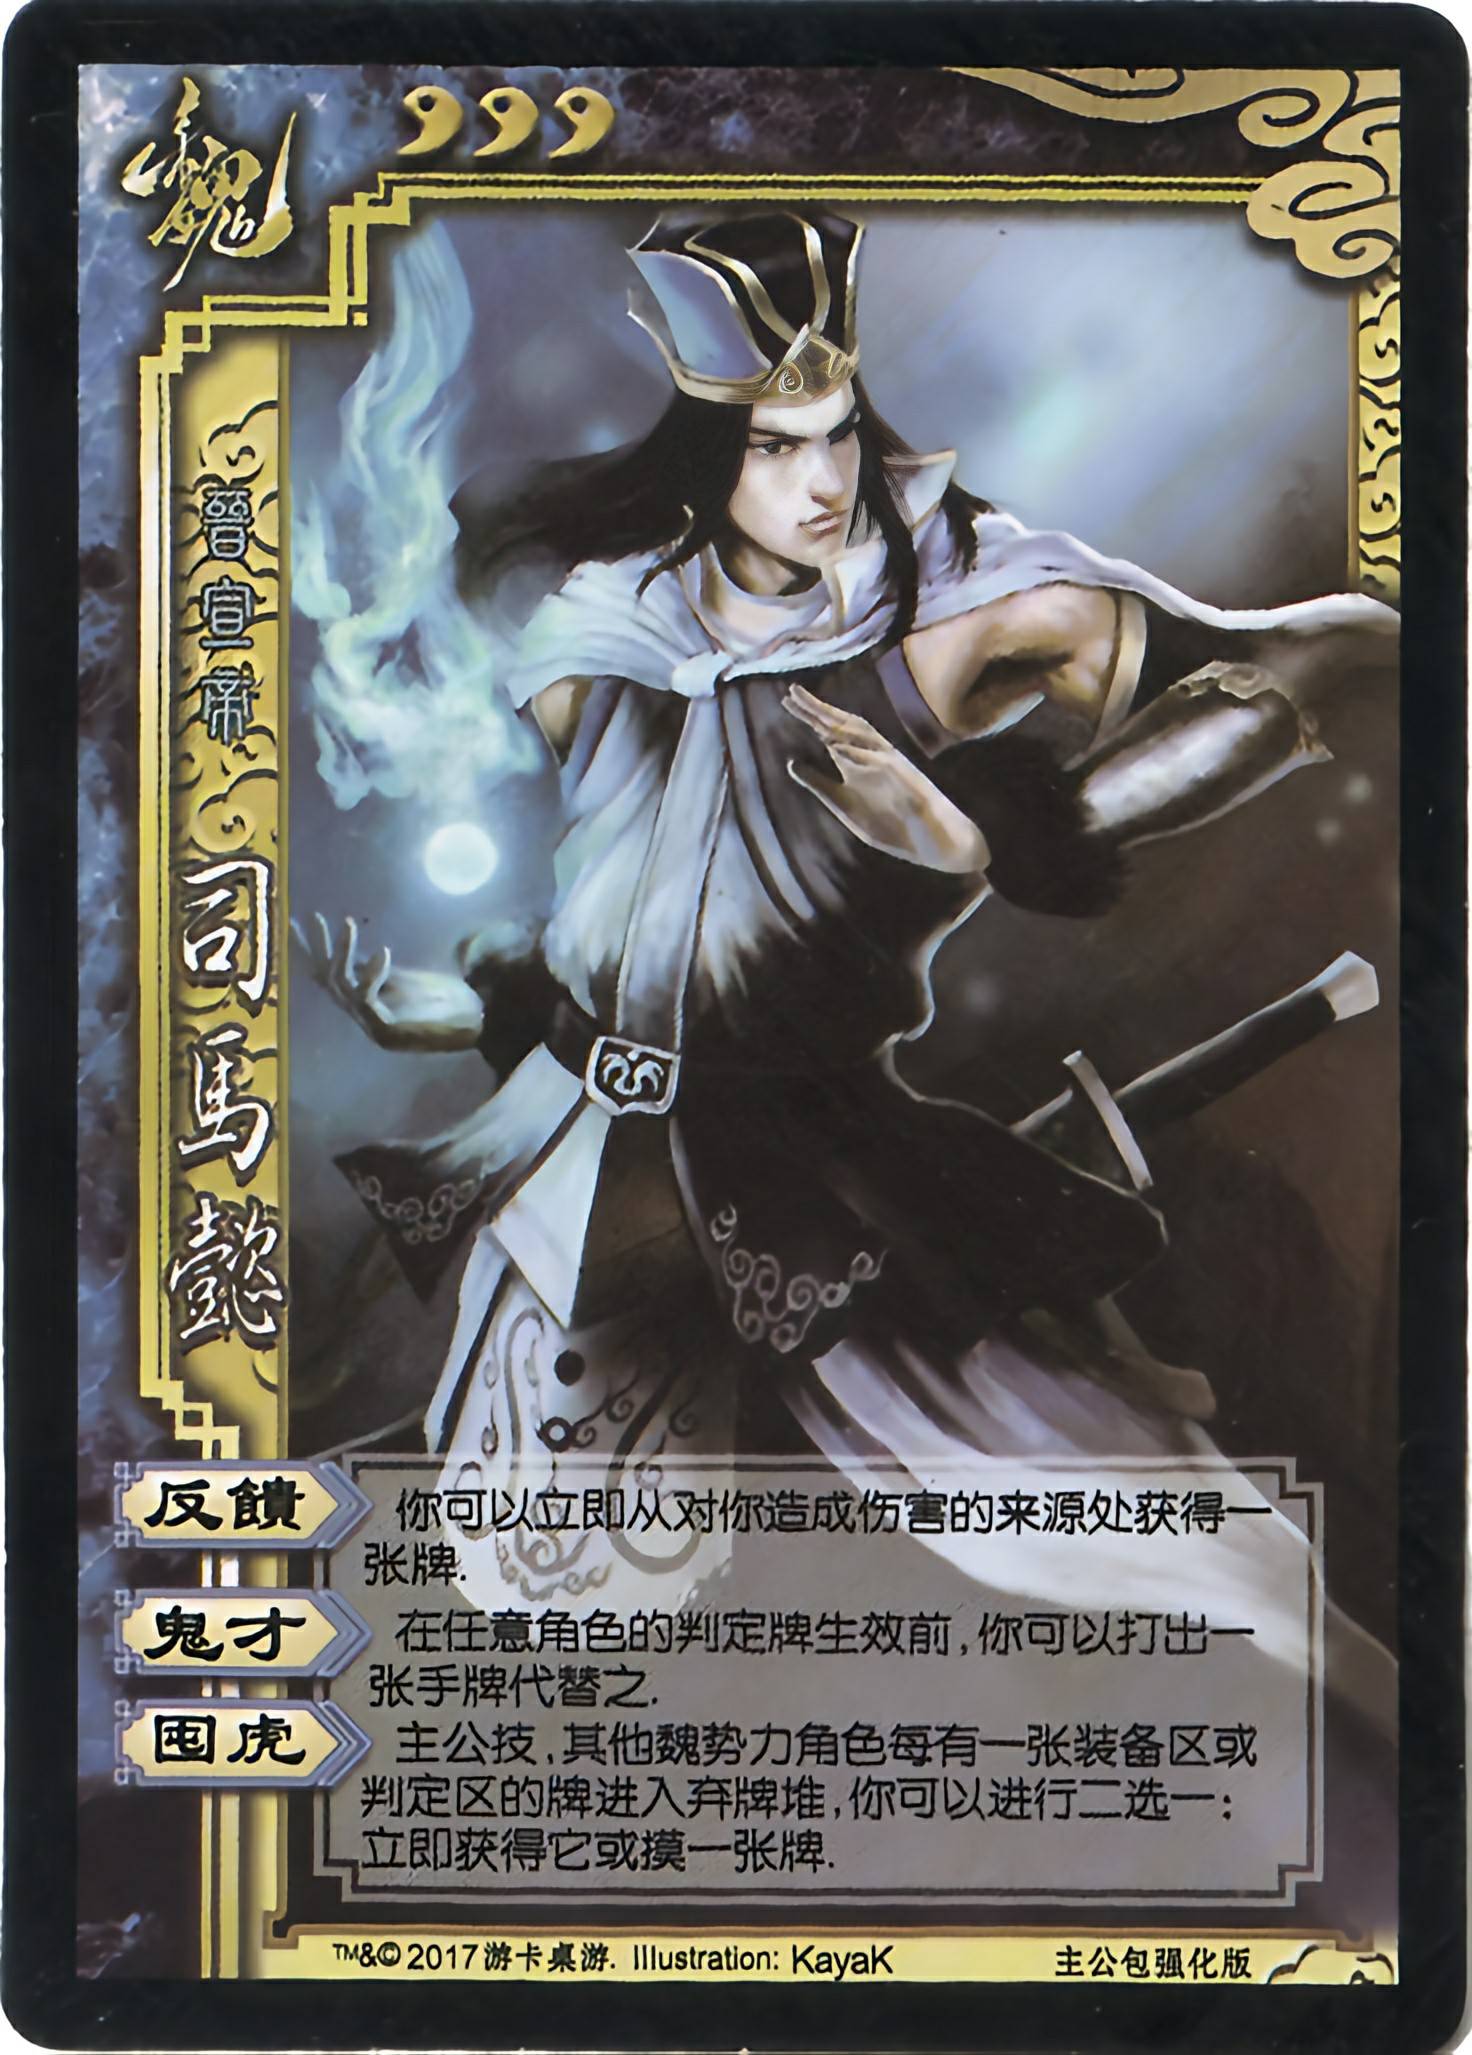 魏
晉宣帝
司馬懿
反饋
你可以立即从对你造成伤害的来源处获得一
张牌.
鬼才
在任意角色的判定牌生效前,你可以打出一
张手牌代替之.
囤虎
主公技,其他魏势力角色每有一张装备区或
判定区的牌进入弃牌堆,你可以进行二选一:
立即获得它或摸一张牌.
™&©2017游卡桌游. Illustration: KayaK
主公包强化版